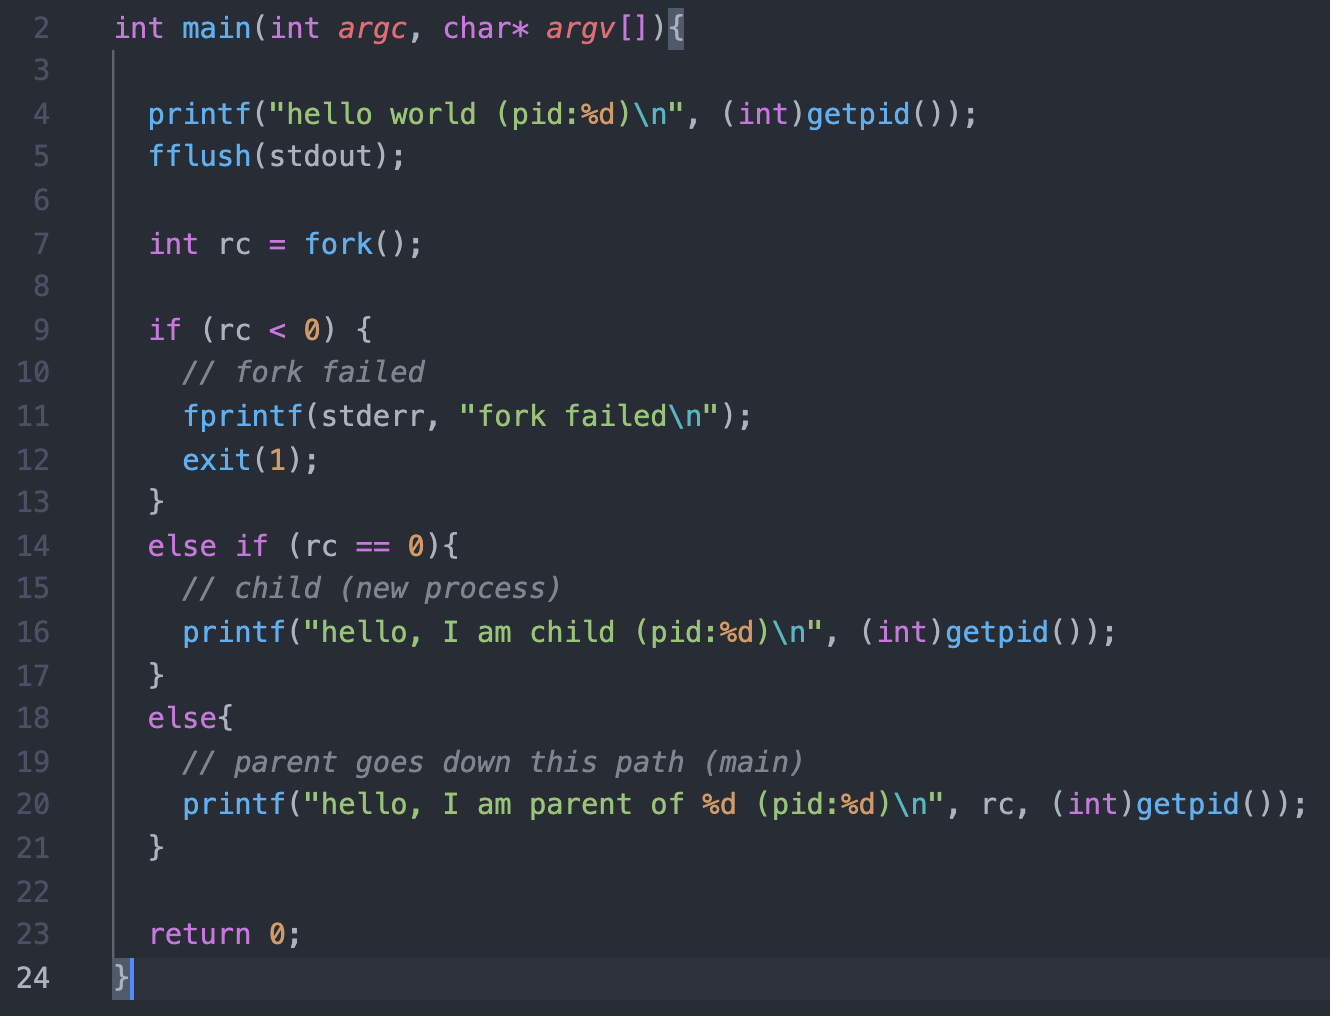 2 int main(int argc, char* argv[]){
3
4 printf("hello world (pid:%d)\n", (int)getpid());
5 fflush(stdout);
6
7 int rc = fork();
8
9 if (rc < 0) {
10 // fork failed
11 fprintf(stderr, "fork failed\n");
12 exit(1);
13 }
14 else if (rc == 0){
15 // child (new process)
16 printf("hello, I am child (pid:%d)\n", (int)getpid());
17 }
18 else{
19 // parent goes down this path (main)
20 printf("hello, I am parent of %d (pid:%d)\n", rc, (int)getpid());
21 }
22
23 return 0;
24 }